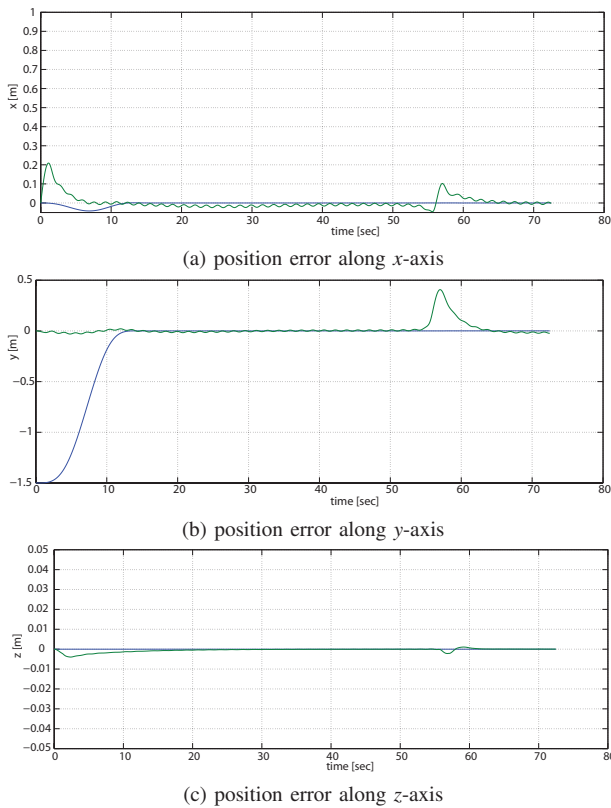 1
0.9
0.8
0.7
0.6
0.5
0.4
0.3
0.2
0.1
0
x [m]
0 10 20 30 40 50 60 70 80
time [sec]
(a) position error along x-axis
0.5
0
−0.5
−1
−1.5
y [m]
0 10 20 30 40 50 60 70 80
time [sec]
(b) position error along y-axis
0.05
0.04
0.03
0.02
0.01
0
−0.01
−0.02
−0.03
−0.04
−0.05
z [m]
0 10 20 30 40 50 60 70 80
time [sec]
(c) position error along z-axis